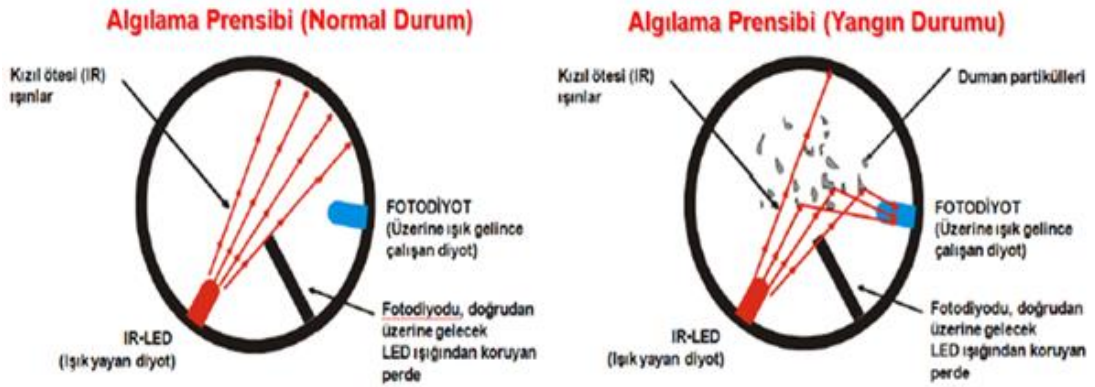 Algılama Prensibi (Normal Durum)
Kızıl ötesi (IR)
ışınlar
FOTODİYOT
(Üzerine ışık gelince
çalışan diyot)
Fotodiyodu, doğrudan
üzerine gelecek
LED ışığından koruyan
perde
IR-LED
(Işık yayan diyot)
Algılama Prensibi (Yangın Durumu)
Kızıl ötesi (IR)
ışınlar
Duman partikülleri
FOTODİYOT
(Üzerine ışık gelince
çalışan diyot)
Fotodiyodu, doğrudan
üzerine gelecek
LED ışığından koruyan
perde
IR-LED
(Işık yayan diyot)